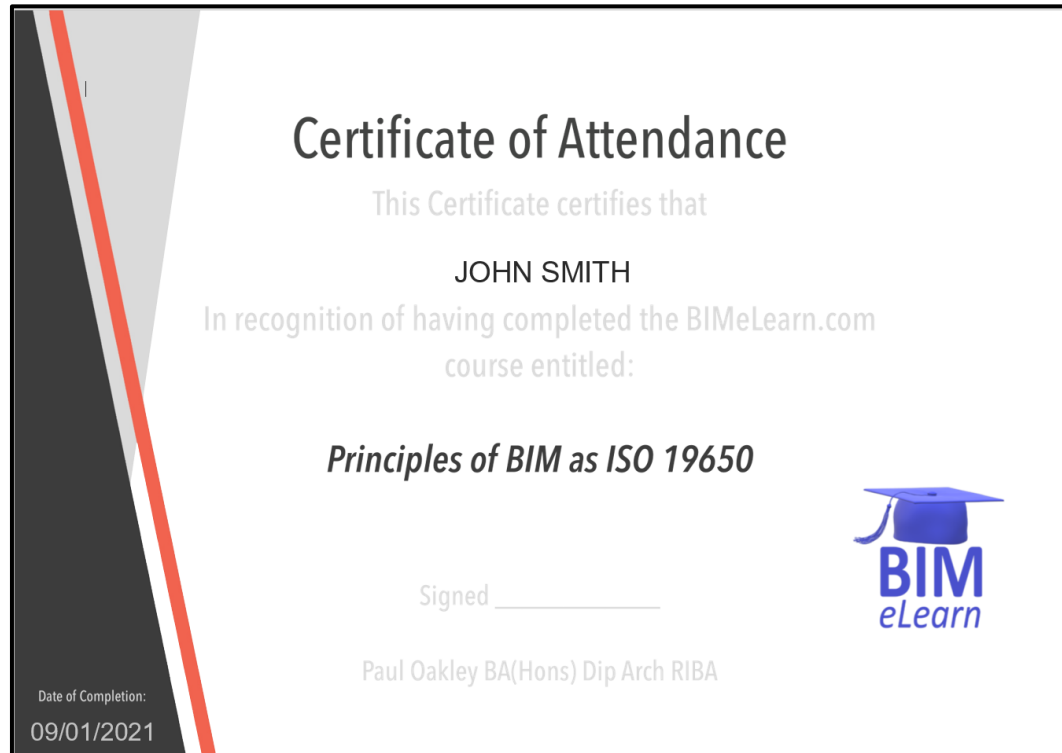 Certificate of Attendance
This Certificate certifies that
JOHN SMITH
In recognition of having completed the BIMeLearn.com
course entitled:
Principles of BIM as ISO 19650
BIM
eLearn
Signed ____________
Paul Oakley BA(Hons) Dip Arch RIBA
Date of Completion:
09/01/2021